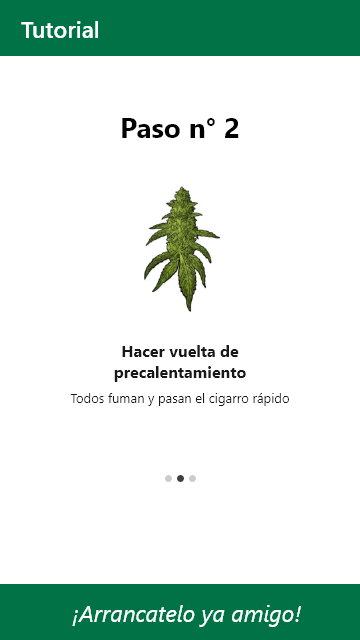 Tutorial
Paso n° 2
Hacer vuelta de
precalentamiento
Todos fuman y pasan el cigarro rápido
¡Arrancatelo ya amigo!